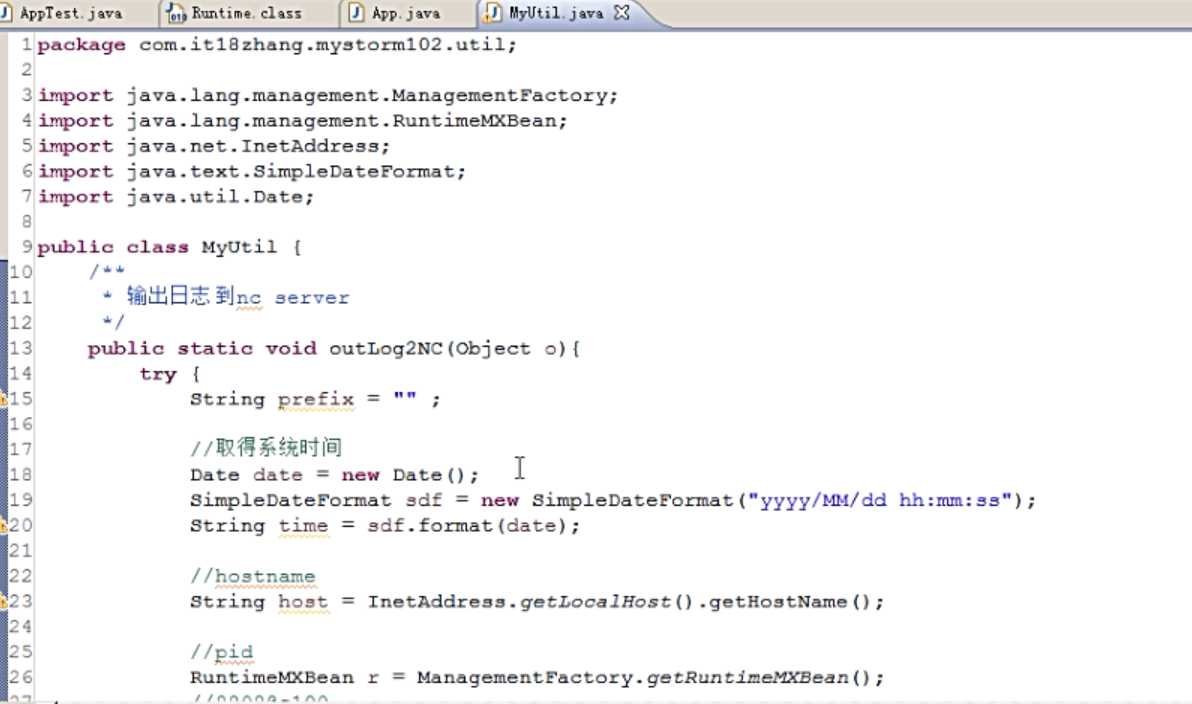 AppTest.java Runtime.class App.java MyUtil.java
1 package com.it18zhang.mystorm102.util;
2
3 import java.lang.management.ManagementFactory;
4 import java.lang.management.RuntimeMXBean;
5 import java.net.InetAddress;
6 import java.text.SimpleDateFormat;
7 import java.util.Date;
8
9 public class MyUtil {
10 /**
11 * 输出日志到nc server
12 */
13 public static void outLog2NC(Object o){
14 try {
15 String prefix = "" ;
16
17 //取得系统时间
18 Date date = new Date();
19 SimpleDateFormat sdf = new SimpleDateFormat("yyyy/MM/dd hh:mm:ss");
20 String time = sdf.format(date);
21
22 //hostname
23 String host = InetAddress.getLocalHost().getHostName();
24
25 //pid
26 RuntimeMXBean r = ManagementFactory.getRuntimeMXBean();